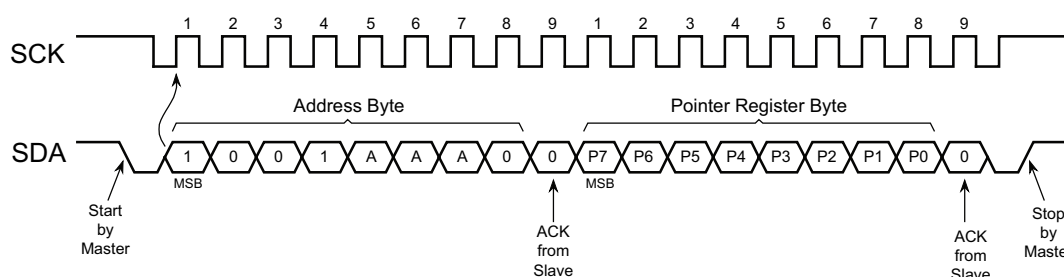 1 2 3 4 5 6 7 8 9 1 2 3 4 5 6 7 8 9
SCK
Address Byte Pointer Register Byte
SDA 1 0 0 1 A A A 0 0 P7 P6 P5 P4 P3 P2 P1 P0 0
MSB MSB
Start
by
Master
ACK
from
Slave
ACK
from
Slave
Stop
by
Master